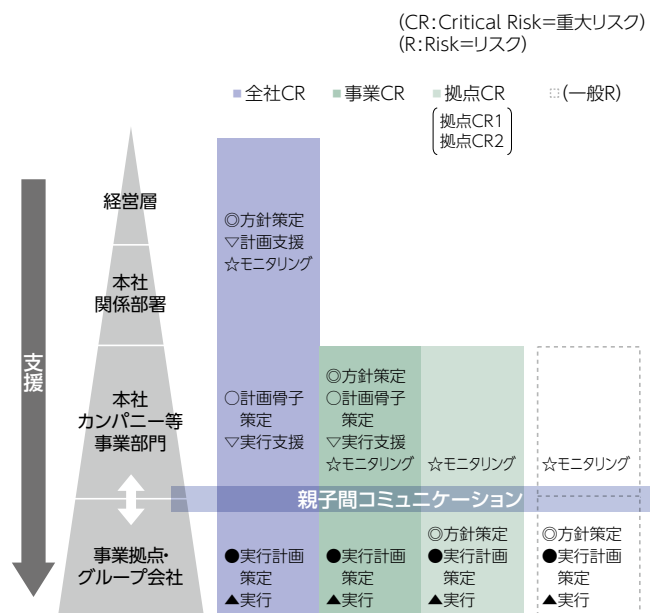 (CR:Critical Risk=重大リスク)
(R:Risk=リスク)
全社CR
事業CR
拠点CR
(一般R)
拠点CR1
拠点CR2
支援
経営層
本社
関係部署
本社
カンパニー等
事業部門
事業拠点・
グループ会社
◎方針策定
▽計画支援
☆モニタリング
○計画骨子
策定
▽実行支援
◎方針策定
○計画骨子
策定
▽実行支援
☆モニタリング
☆モニタリング
☆モニタリング
親子間コミュニケーション
●実行計画
策定
▲実行
●実行計画
策定
▲実行
◎方針策定
●実行計画
策定
▲実行
◎方針策定
●実行計画
策定
▲実行